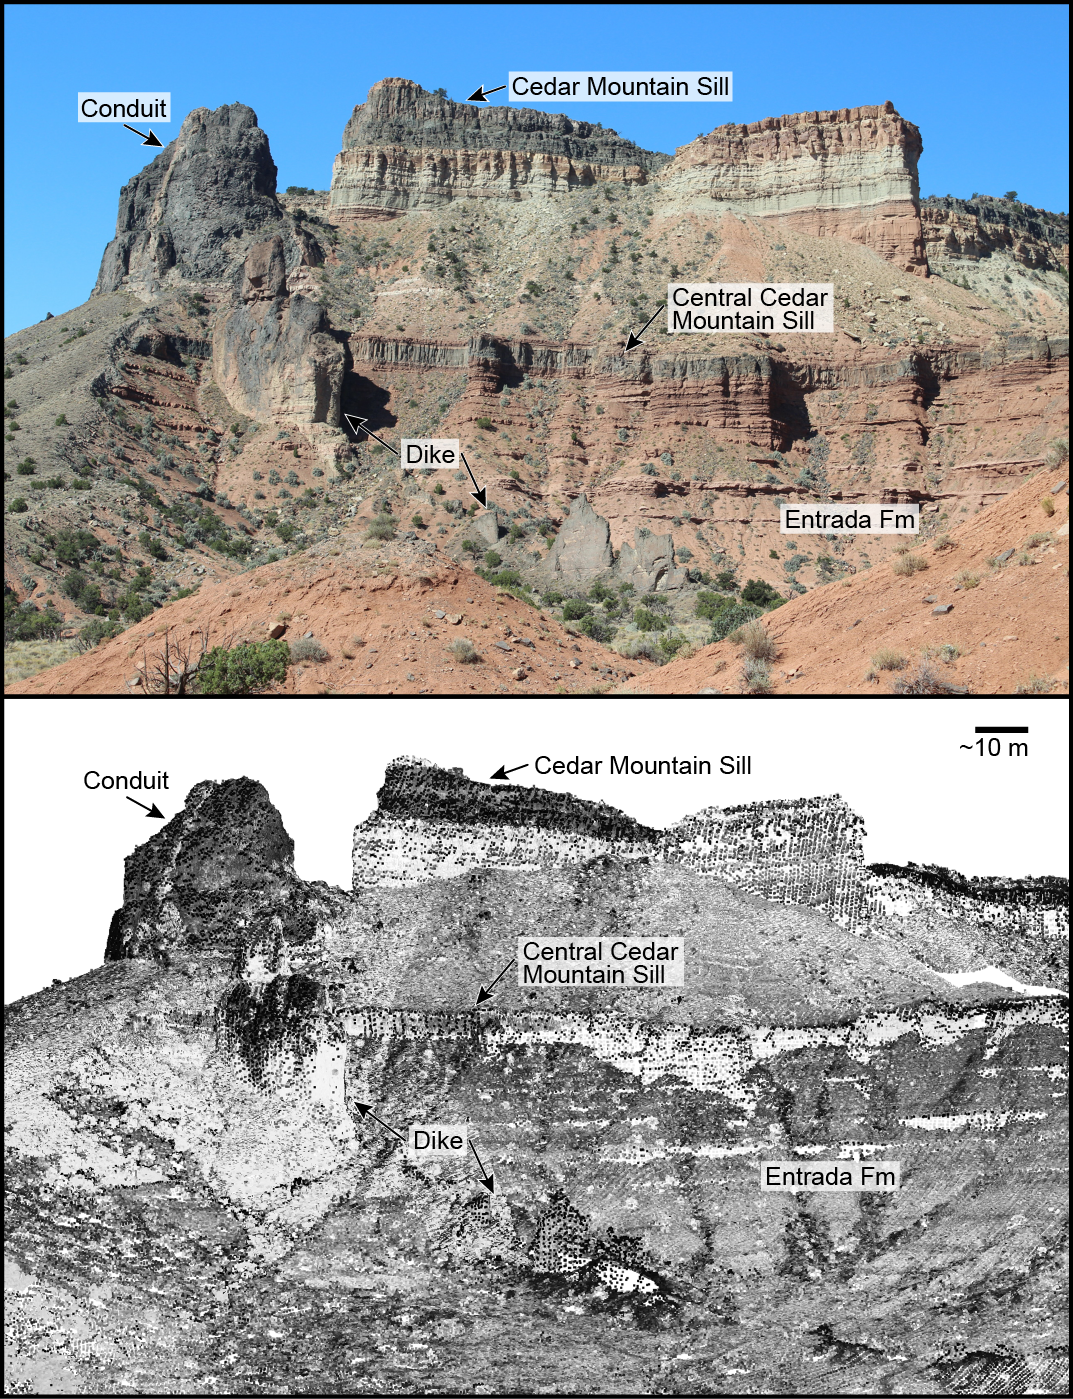 Cedar Mountain Sill
Conduit
Central Cedar
Mountain Sill
Dike
Entrada Fm
~10 m
Cedar Mountain Sill
Conduit
Central Cedar
Mountain Sill
Dike
Entrada Fm